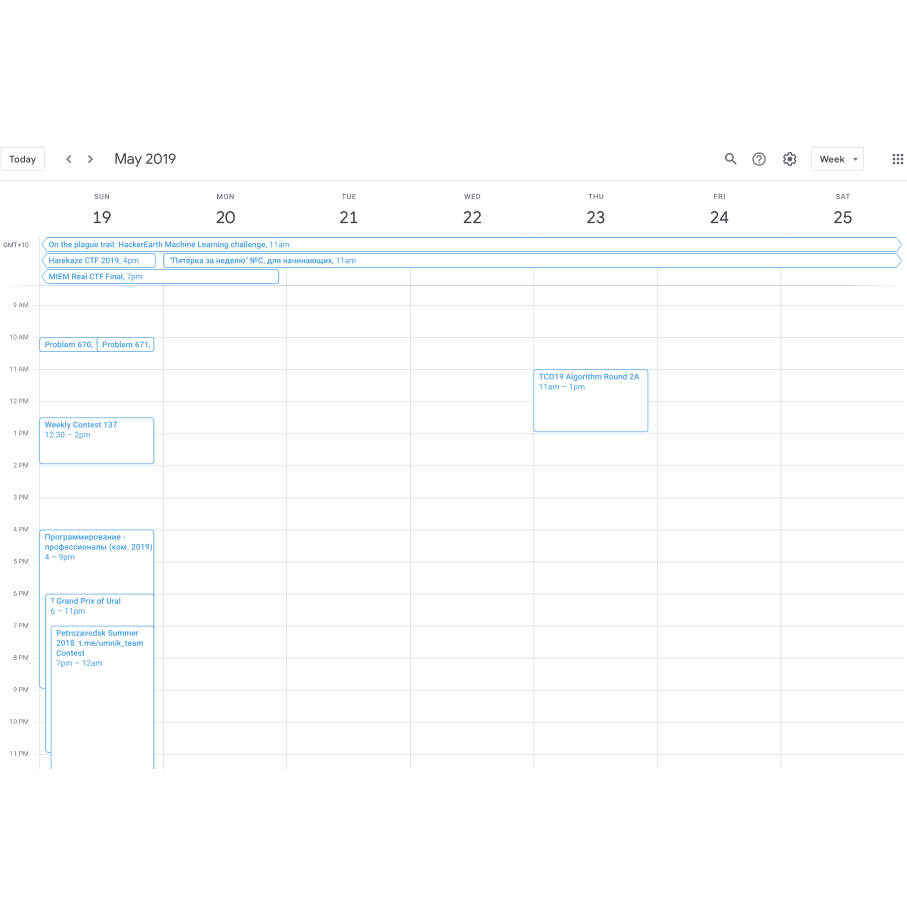 Today
May 2019
Week
SUN MON TUE WED THU FRI SAT
19 20 21 22 23 24 25
GMT+10
On the plague trail: HackerEarth Machine Learning challenge, 11am
Harekaze CTF 2019, 4pm
"Пятёрка за неделю" №C, для начинающих, 11am
MIEM Real CTF Final, 7pm
9 AM
10 AM
Problem 670,
Problem 671,
11 AM
TCO19 Algorithm Round 2A
11am – 1pm
12 PM
Weekly Contest 137
12:30 – 2pm
1 PM
2 PM
3 PM
4 PM
Программирование -
профессионалы (ком. 2019)
4 – 9pm
5 PM
6 PM
? Grand Prix of Ural
6 – 11pm
7 PM
Petrozavodsk Summer
2018. t.me/umnik_team
Contest
7pm – 12am
8 PM
9 PM
10 PM
11 PM